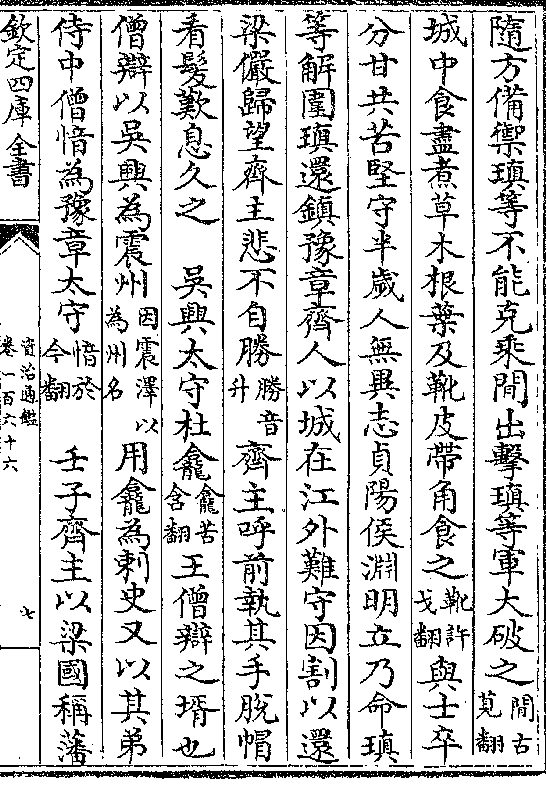 隨方備禦瑱等不能克乘間出擊瑱等軍大破之間古莧翻
城中食盡煮草木根葉及靴皮帶角食之靴許戈翻與士卒
分甘共苦堅守半歲人無異志貞陽侯淵明立乃命瑱
等解圍瑱還鎮豫章齊人以城在江外難守因割以還
梁儼歸望齊主悲不自勝勝音升齊主呼前執其手脫帽
看髮歎息久之　吳興太守杜龕龕苦含翻王僧辯之壻也
僧辯以吳興為震州因震澤以為州名用龕為刺史又以其弟
侍中僧愔為豫章太守愔於今翻　壬子齊主以梁國稱藩
欽定四庫全書
資治通鑑
卷一百六十六
七